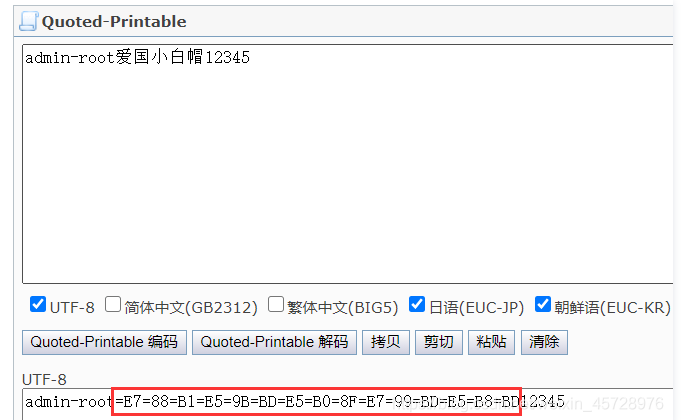 Quoted-Printable
admin-root爱国小白帽12345
UTF-8 简体中文(GB2312) 繁体中文(BIG5) 日语(EUC-JP) 朝鲜语(EUC-KR)
Quoted-Printable 编码 Quoted-Printable 解码 拷贝 剪切 粘贴 清除
UTF-8
admin-root=E7=88=B1=E5=9B=BD=E5=B0=8F=E7=99=BD=E5=B8=BD12345